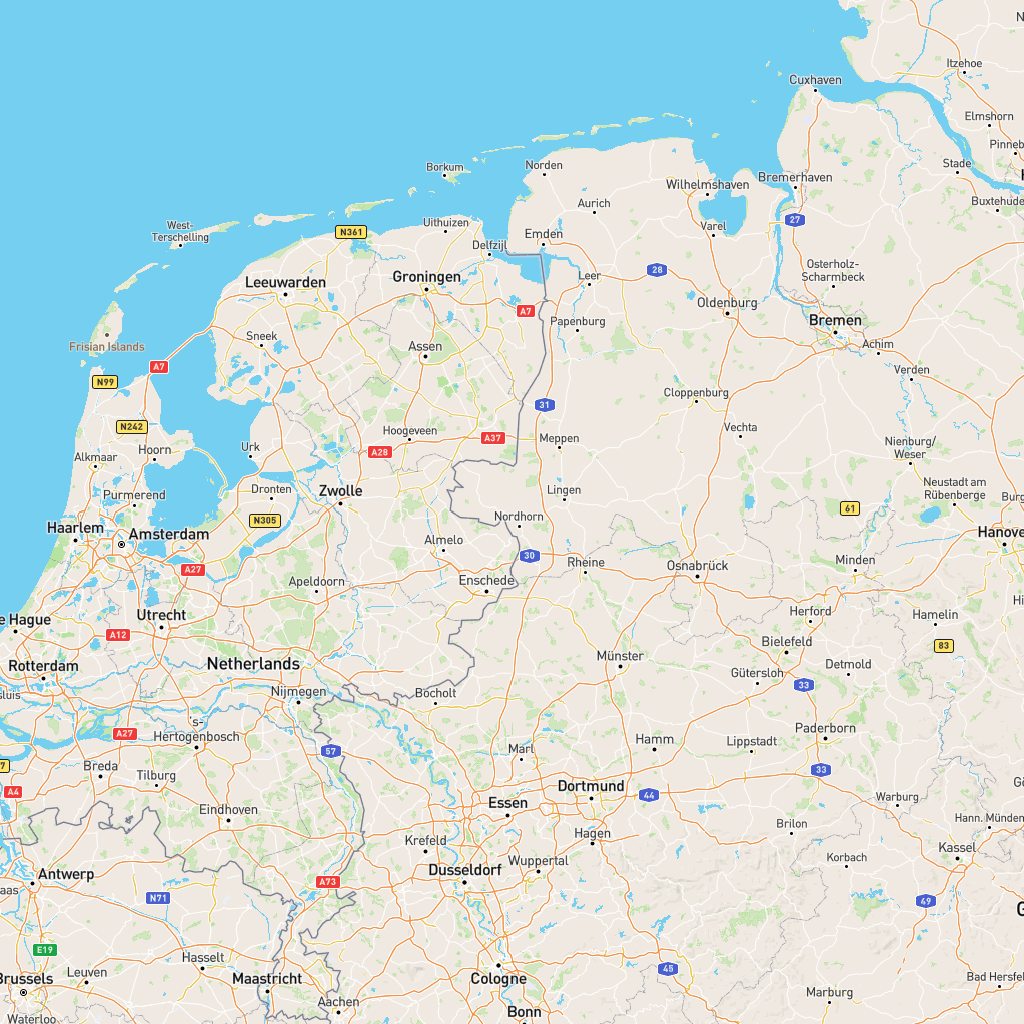 Cuxhaven
Itzehoe
Elmshorn
Pinneb
Stade
Buxtehude
Borkum
Norden
Wilhelmshaven
Bremerhaven
Aurich
27
West-
Terschelling
N361
Uithuizen
Emden
Varel
Delfzijl
Leeuwarden
Groningen
Leer
28
Osterholz-
Scharmbeck
Oldenburg
A7
Papenburg
Bremen
Sneek
Frisian Islands
Assen
Achim
A7
Verden
N99
Cloppenburg
31
N242
Hoogeveen
A37
Meppen
Vechta
Hoorn
Urk
A28
Nienburg/
Weser
Alkmaar
Purmerend
Dronten
Zwolle
Lingen
Neustadt am
Rübenberge
Burg
61
Haarlem
N305
Nordhorn
Amsterdam
Almelo
30
Hanove
A27
Apeldoorn
Enschede
Rheine
Osnabrück
Minden
e Hague
Utrecht
A12
Herford
Hamelin
Hi
Bielefeld
83
Rotterdam
Netherlands
Münster
Gütersloh
Detmold
sluis
Nijmegen
Bocholt
33
's-
Hertogenbosch
A27
57
Marl
Hamm
Lippstadt
Paderborn
7
Breda
Tilburg
33
A4
Eindhoven
Essen
Dortmund
44
Warburg
Gö
Krefeld
Hagen
Brilon
Hann. Münden
Antwerp
aas
Dusseldorf
Wuppertal
Korbach
Kassel
A73
N71
49
G
E19
Hasselt
Leuven
Brussels
Maastricht
Cologne
45
Bad Hersfel
Waterloo
Aachen
Bonn
Marburg